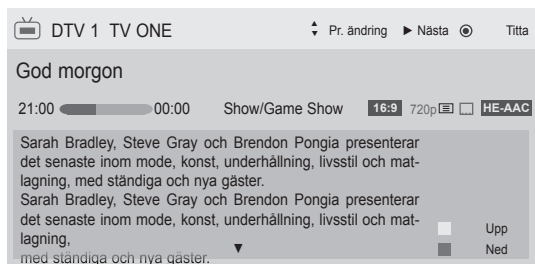 DTV 1 TV ONE Pr. ändring Nästa Titta
God morgon
21:00 00:00 Show/Game Show 16:9 720p HE-AAC
Sarah Bradley, Steve Gray och Brendon Pongia presenterar
det senaste inom mode, konst, underhållning, livsstil och mat-
lagning, med ständiga och nya gäster.
Sarah Bradley, Steve Gray och Brendon Pongia presenterar
det senaste inom mode, konst, underhållning, livsstil och mat-
lagning,
med ständiga och nya gäster.
Upp
Ned